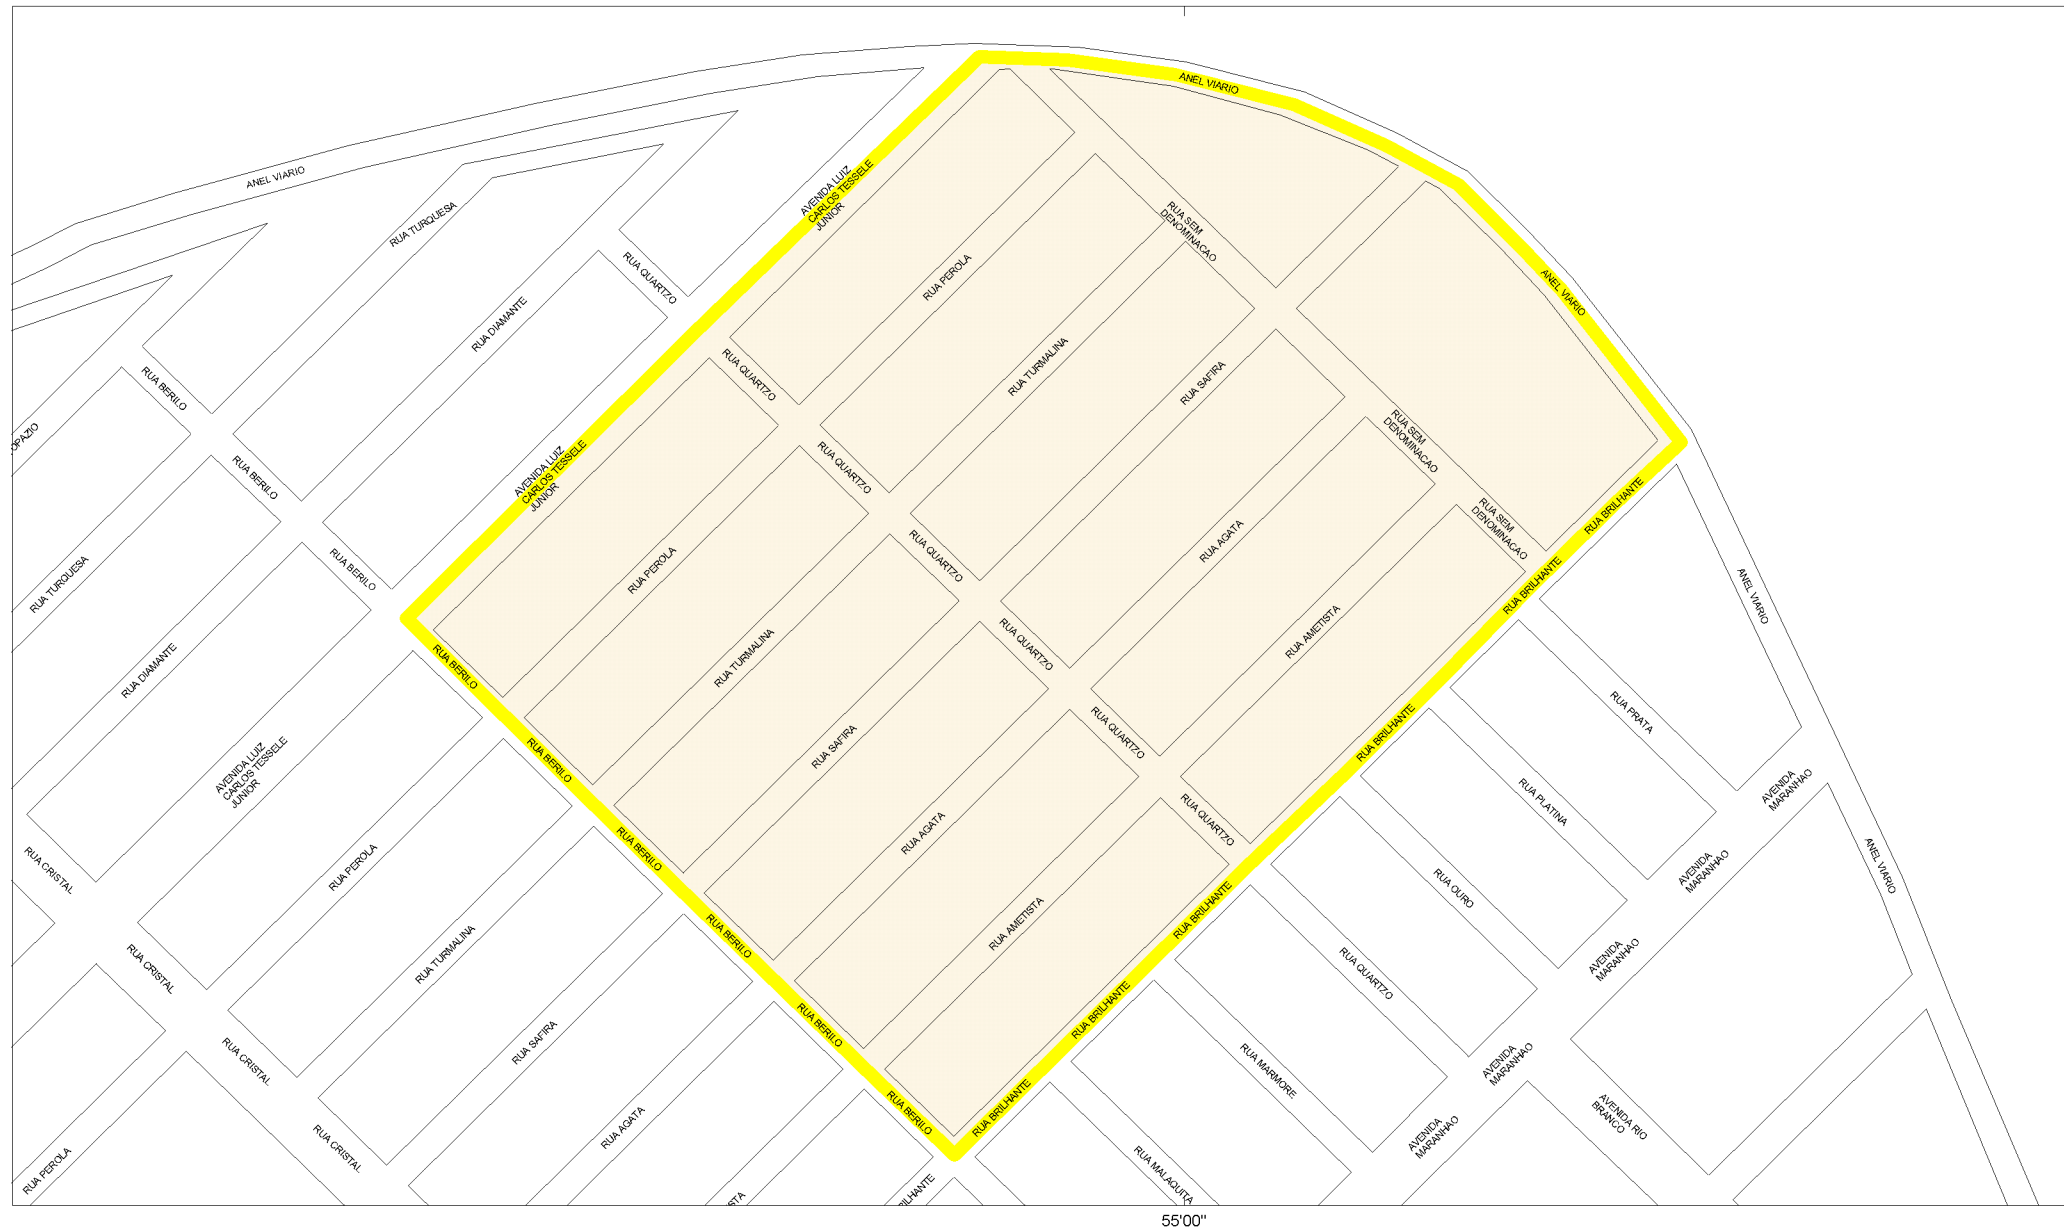 ANEL VIARIO
ANEL VIARIO
RUA TURQUESA
AVENIDA LUIZ
CARLOS TESSELE
JUNIOR
RUA SEM
DENOMINACAO
RUA QUARTZO
RUA PEROLA
ANEL VIARIO
RUA DIAMANTE
RUA TURMALINA
RUA QUARTZO
RUA SAFIRA
RUA BERILO
OPAZIO
RUA SEM
DENOMINACAO
AVENIDA LUIZ
CARLOS TESSELE
JUNIOR
RUA BERILO
RUA QUARTZO
RUA BRILHANTE
RUA SEM
DENOMINACAO
RUA TURQUESA
RUA BERILO
RUA PEROLA
RUA QUARTZO
RUA AGATA
RUA BRILHANTE
ANEL VIARIO
RUA DIAMANTE
RUA BERILO
RUA TURMALINA
RUA QUARTZO
RUA AMETISTA
RUA PRATA
AVENIDA LUIZ
CARLOS TESSELE
JUNIOR
RUA BERILO
RUA SAFIRA
RUA QUARTZO
RUA BRILHANTE
RUA PLATINA
AVENIDA
MARANHAO
RUA CRISTAL
RUA PEROLA
RUA BERILO
RUA AGATA
RUA QUARTZO
RUA OURO
AVENIDA
MARANHAO
ANEL VIARIO
RUA CRISTAL
RUA TURMALINA
RUA BERILO
RUA AMETISTA
RUA BRILHANTE
RUA QUARTZO
AVENIDA
MARANHAO
RUA CRISTAL
RUA SAFIRA
RUA BERILO
RUA BRILHANTE
RUA MARMORE
AVENIDA
MARANHAO
RUA PEROLA
RUA CRISTAL
RUA AGATA
RUA BERILO
RUA BRILHANTE
RUA MALAQUITA
AVENIDA
MARANHAO
AVENIDA RIO
BRANCO
STA
RILHANTE
55'00"